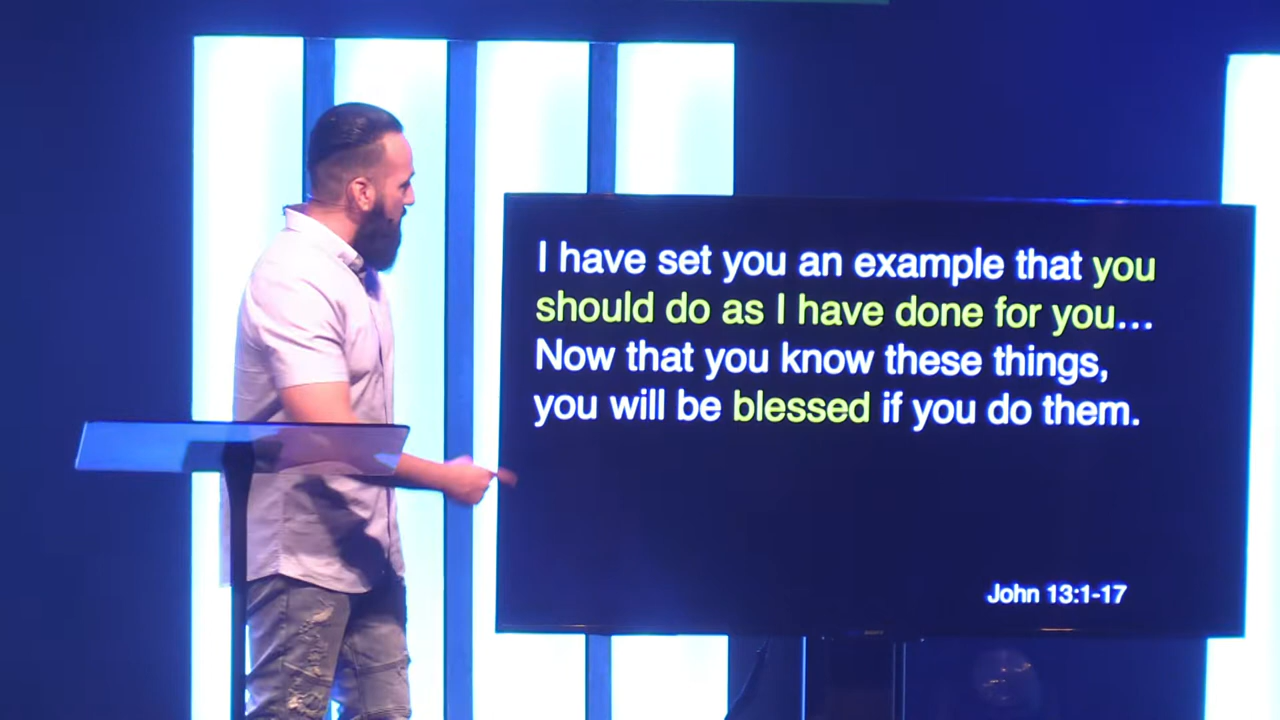 I have set you an example that you
should do as I have done for you...
Now that you know these things,
you will be blessed if you do them.
John 13:1-17